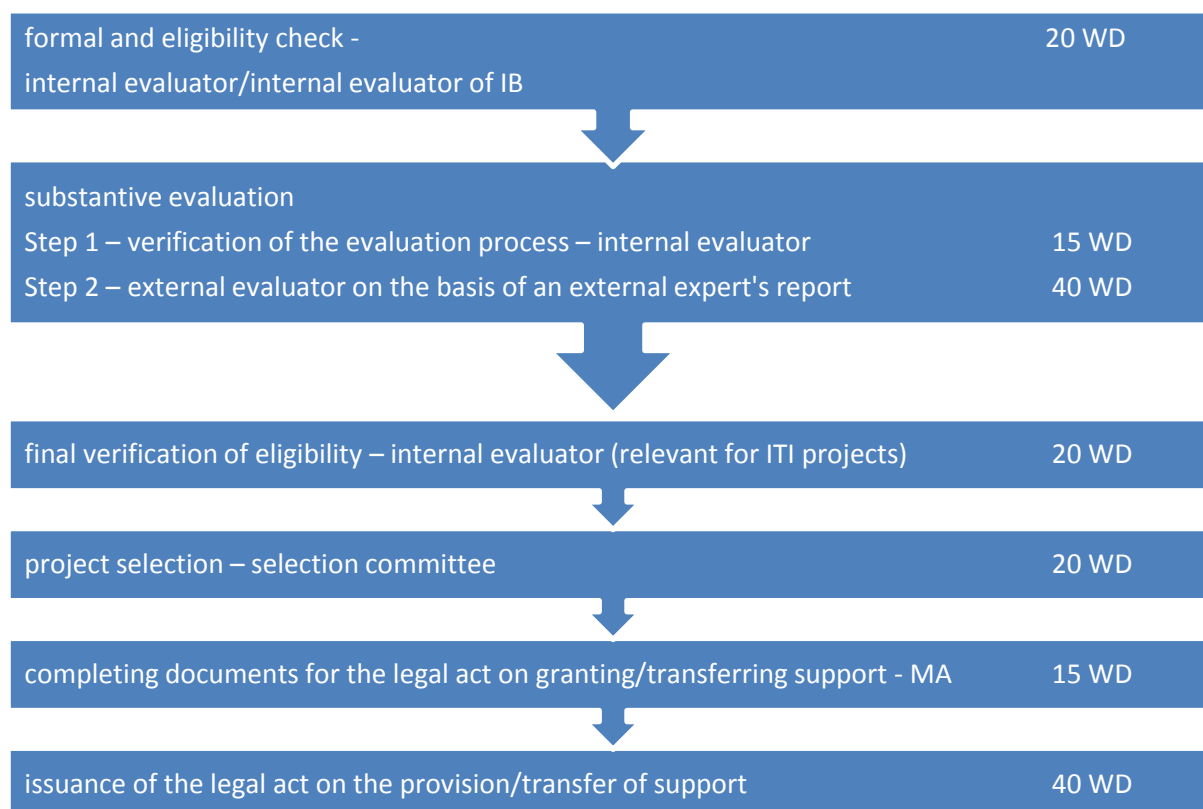 formal and eligibility check - 20 WD
internal evaluator/internal evaluator of IB
substantive evaluation
Step 1 – verification of the evaluation process – internal evaluator 15 WD
Step 2 – external evaluator on the basis of an external expert's report 40 WD
final verification of eligibility – internal evaluator (relevant for ITI projects) 20 WD
project selection – selection committee 20 WD
completing documents for the legal act on granting/transferring support - MA 15 WD
issuance of the legal act on the provision/transfer of support 40 WD